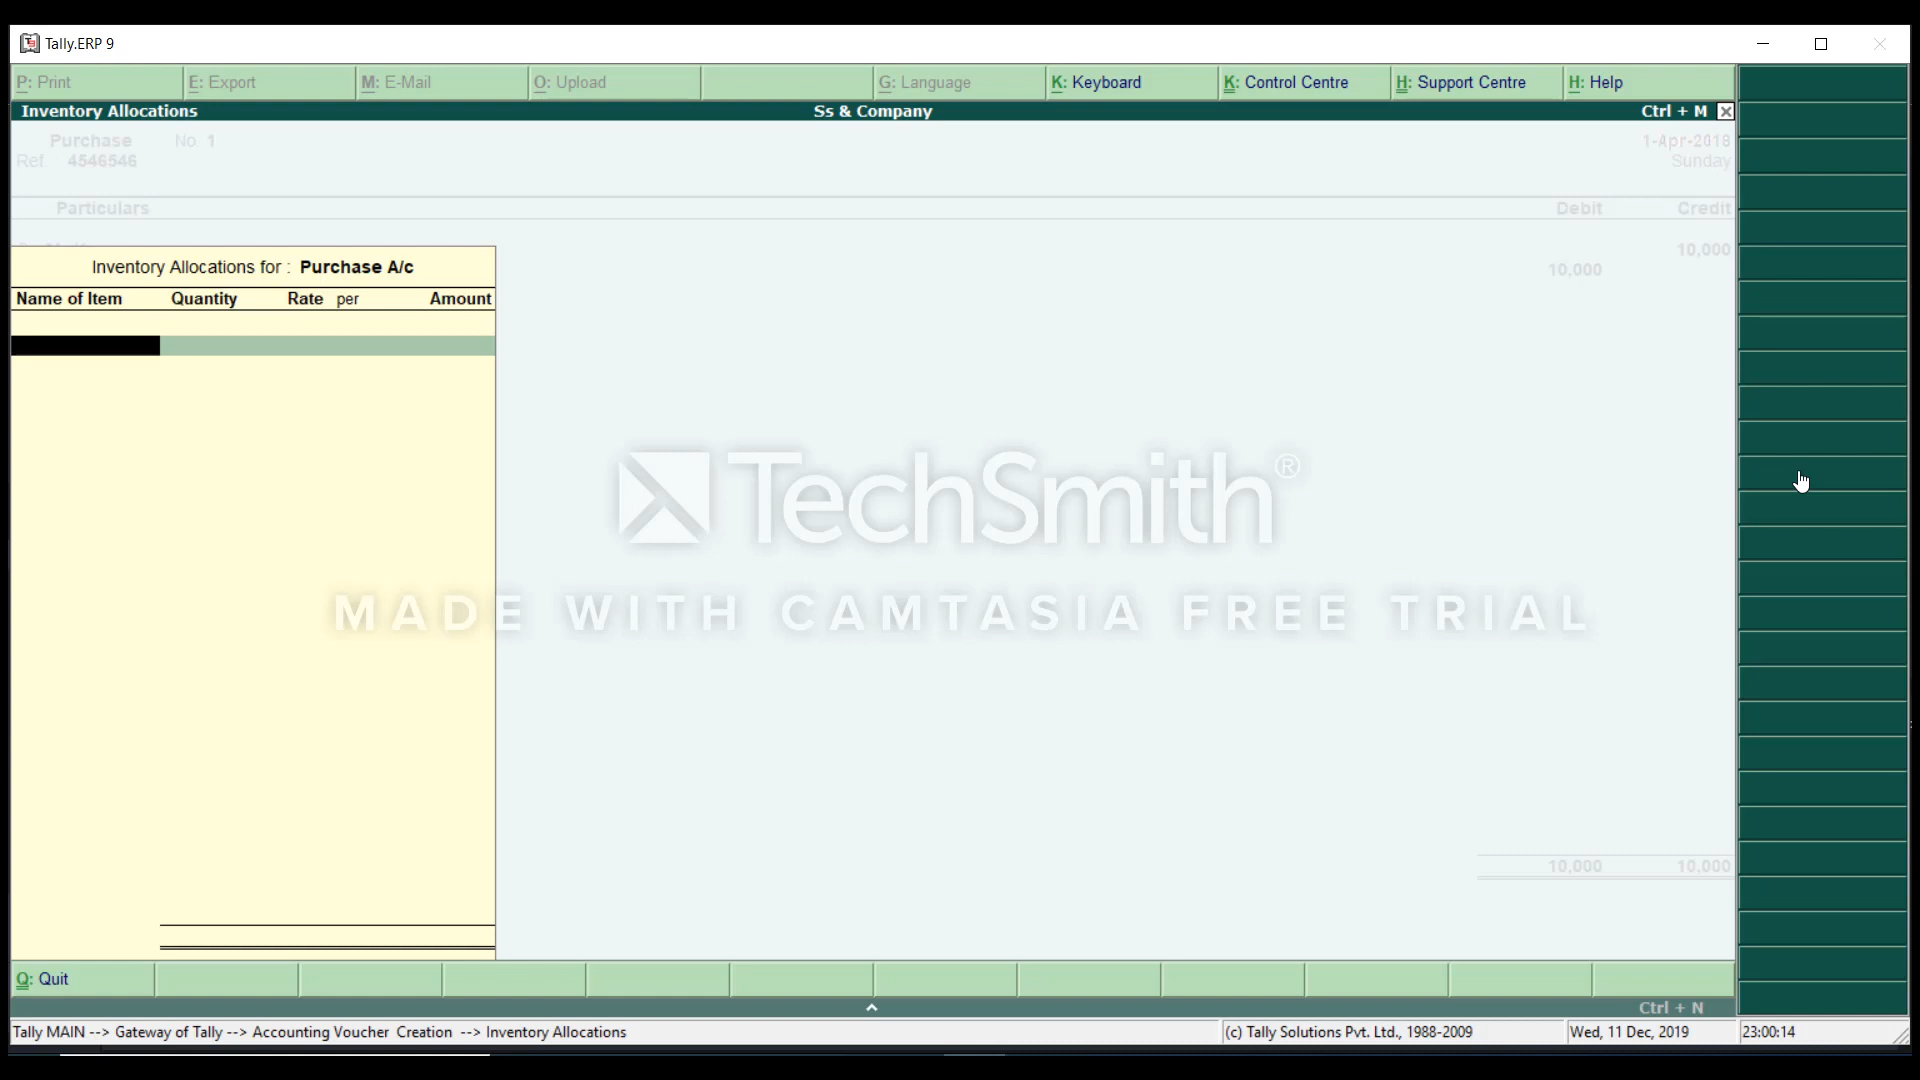 Tally.ERP 9
P: Print E: Export M: E-Mail O: Upload G: Language K: Keyboard K: Control Centre H: Support Centre H: Help
Inventory Allocations Ss & Company Ctrl + M
Purchase No 1 1-Apr-2018
Ref 4546546 Sunday
Particulars Debit Credit
10,000
Inventory Allocations for : Purchase A/c 10,000
Name of Item Quantity Rate per Amount
TechSmith®
MADE WITH CAMTASIA FREE TRIAL
10,000 10,000
Q: Quit
Ctrl + N
Tally MAIN --> Gateway of Tally --> Accounting Voucher Creation --> Inventory Allocations (c) Tally Solutions Pvt. Ltd., 1988-2009 Wed, 11 Dec, 2019 23:00:14